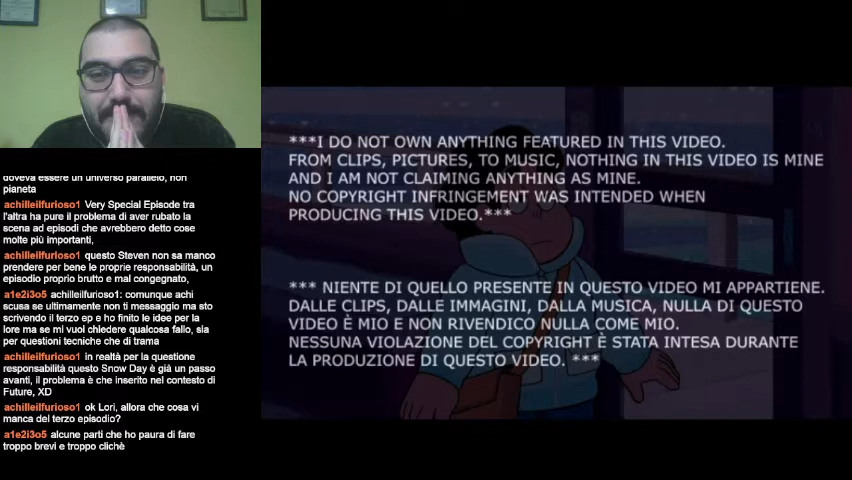 doveva essere un universo parallelo, non
pianeta
achilleilfurioso1 Very Special Episode tra
l'altra ha pure il problema di aver rubato la
scena ad episodi che avrebbero detto cose
molte più importanti,
achilleilfurioso1 questo Steven non sa manco
prendere per bene le proprie responsabilità, un
episodio proprio brutto e mal congegnato,
a1e2i3o5 achilleilfurioso1: comunque achi
scusa se ultimamente non ti messaggio ma sto
scrivendo il terzo ep e ho finito le idee per la
lore ma se mi vuoi chiedere qualcosa fallo, sia
per questioni tecniche che di trama
achilleilfurioso1 in realtà per la questione
responsabilità questo Snow Day è già un passo
avanti, il problema è che inserito nel contesto di
Future, XD
achilleilfurioso1 ok Lori, allora che cosa vi
manca del terzo episodio?
a1e2i3o5 alcune parti che ho paura di fare
troppo brevi e troppo clichè
***I DO NOT OWN ANYTHING FEATURED IN THIS VIDEO.
FROM CLIPS, PICTURES, TO MUSIC, NOTHING IN THIS VIDEO IS MINE
AND I AM NOT CLAIMING ANYTHING AS MINE.
NO COPYRIGHT INFRINGEMENT WAS INTENDED WHEN
PRODUCING THIS VIDEO.***
*** NIENTE DI QUELLO PRESENTE IN QUESTO VIDEO MI APPARTIENE.
DALLE CLIPS, DALLE IMMAGINI, DALLA MUSICA, NULLA DI QUESTO
VIDEO È MIO E NON RIVENDICO NULLA COME MIO.
NESSUNA VIOLAZIONE DEL COPYRIGHT È STATA INTESA DURANTE
LA PRODUZIONE DI QUESTO VIDEO. ***